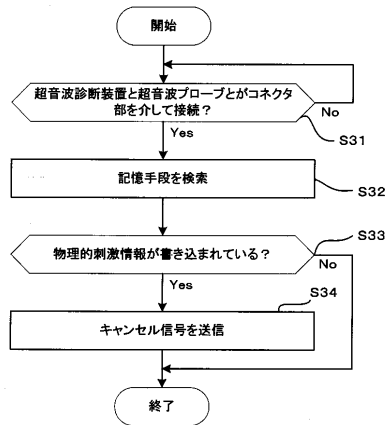 開始
超音波診断装置と超音波プローブとがコネクタ
部を介して接続？
No
Yes
S31
記憶手段を検索
S32
物理的刺激情報が書き込まれている？
S33
No
Yes
S34
キャンセル信号を送信
終了